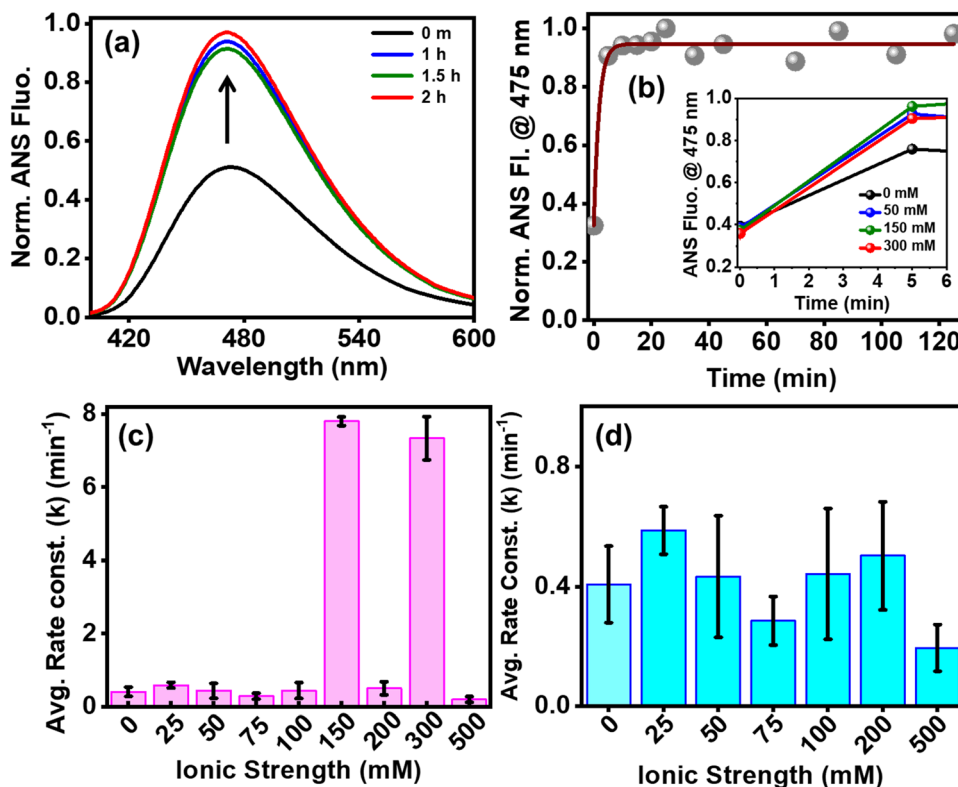 (a)
Norm. ANS Fluo.
1.0
0.8
0.6
0.4
0.2
0.0
0 m
1 h
1.5 h
2 h
420 480 540 600
Wavelength (nm)
(b)
Norm. ANS Fl. @ 475 nm
1.0
0.8
0.6
0.4
0.2
0.0
ANS Fluo. @ 475 nm
1.0
0.8
0.6
0.4
0.2
0 mM
50 mM
150 mM
300 mM
0 1 2 3 4 5 6
Time (min)
0 20 40 60 80 100 120
Time (min)
(c)
Avg. Rate const. (k) (min⁻¹)
8
6
4
2
0
0 25 50 75 100 150 200 300 500
Ionic Strength (mM)
(d)
Avg. Rate Const. (k) (min⁻¹)
0.8
0.4
0.0
0 25 50 75 100 200 500
Ionic Strength (mM)